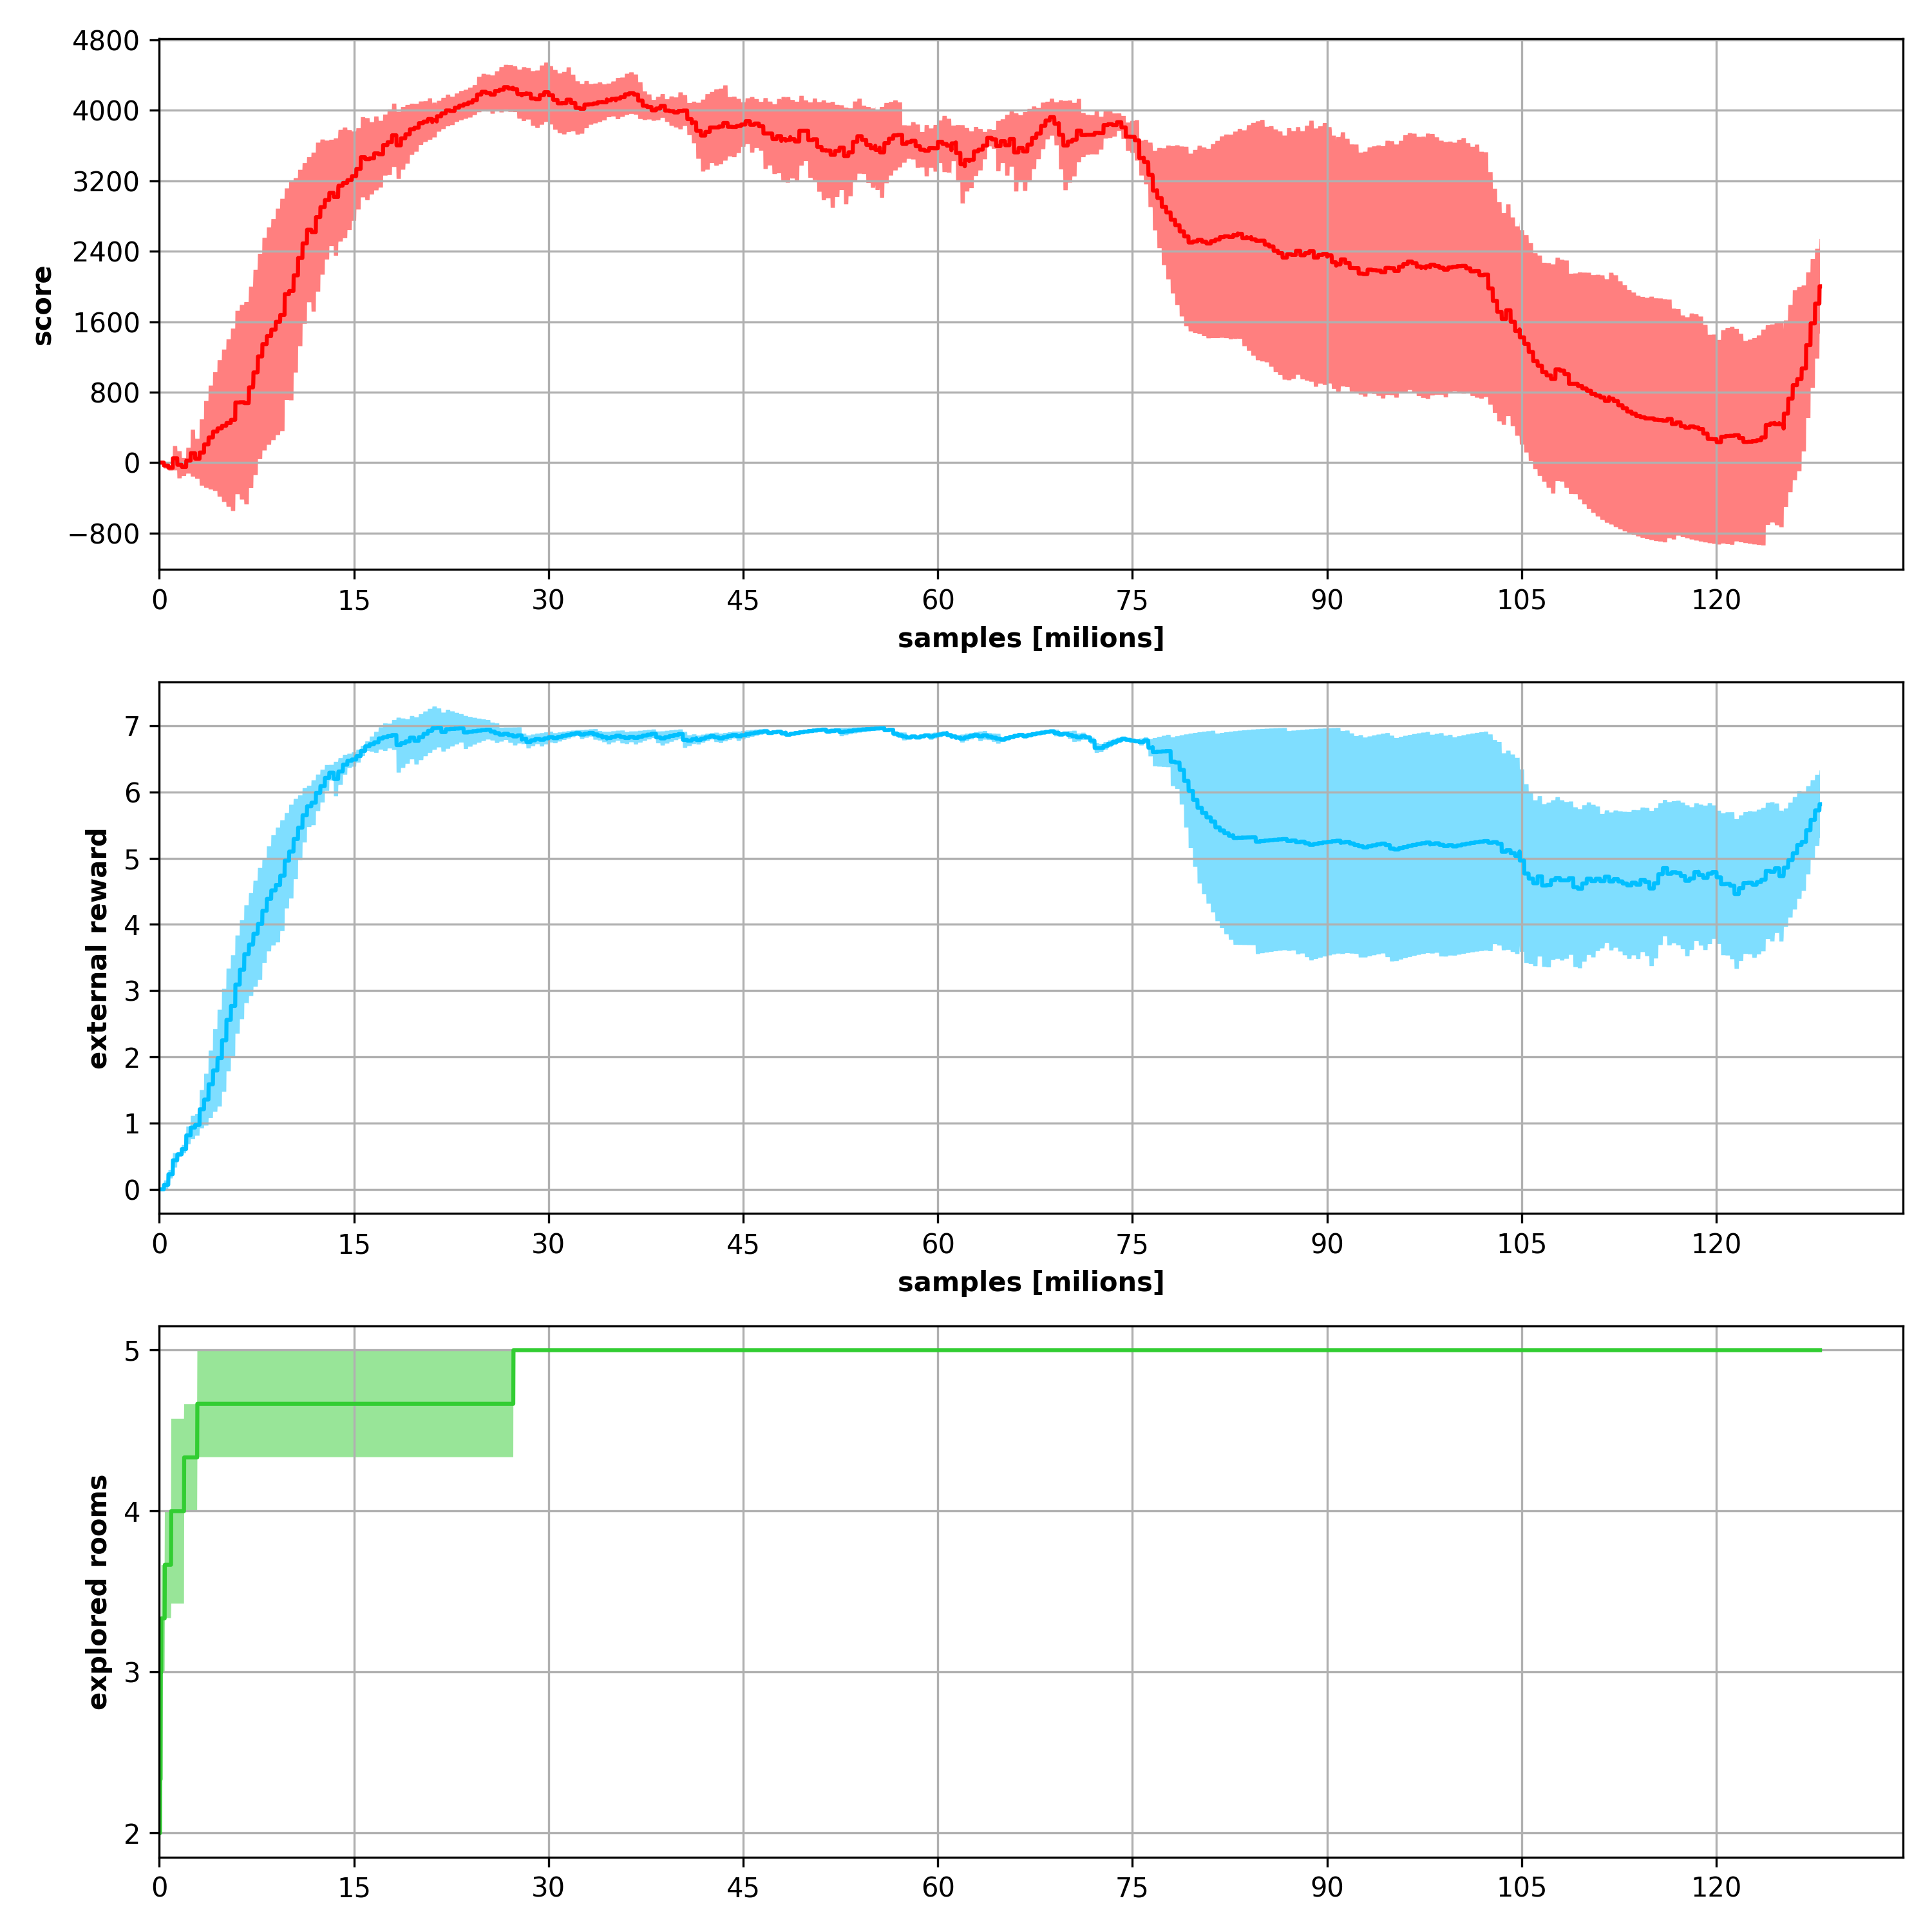 4800
4000
3200
2400
1600
800
0
−800
score
0 15 30 45 60 75 90 105 120
samples [milions]
7
6
5
4
3
2
1
0
external reward
0 15 30 45 60 75 90 105 120
samples [milions]
5
4
3
2
explored rooms
0 15 30 45 60 75 90 105 120